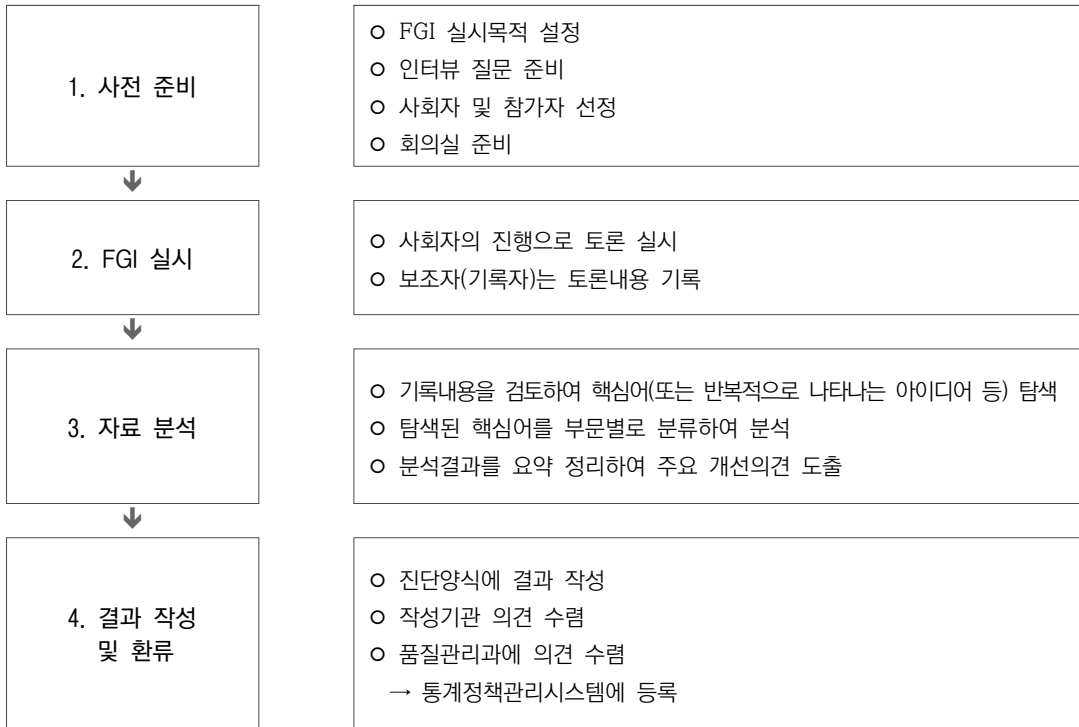 1. 사전 준비
○ FGI 실시목적 설정
○ 인터뷰 질문 준비
○ 사회자 및 참가자 선정
○ 회의실 준비
2. FGI 실시
○ 사회자의 진행으로 토론 실시
○ 보조자(기록자)는 토론내용 기록
3. 자료 분석
○ 기록내용을 검토하여 핵심어(또는 반복적으로 나타나는 아이디어 등) 탐색
○ 탐색된 핵심어를 부문별로 분류하여 분석
○ 분석결과를 요약 정리하여 주요 개선의견 도출
4. 결과 작성
및 환류
○ 진단양식에 결과 작성
○ 작성기관 의견 수렴
○ 품질관리과에 의견 수렴
→ 통계정책관리시스템에 등록